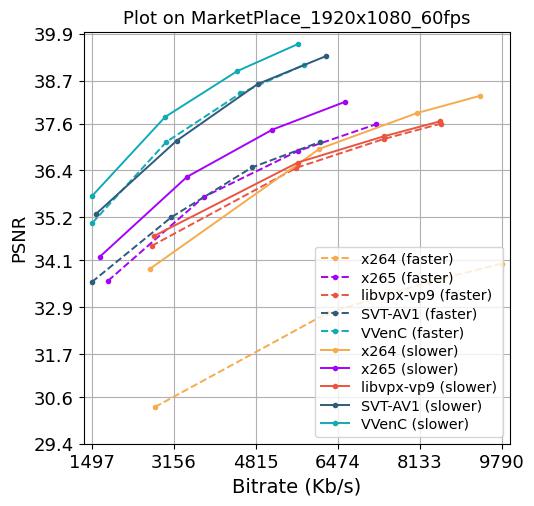 Plot on MarketPlace_1920x1080_60fps
39.9
38.7
37.6
36.4
35.2
34.1
32.9
31.7
30.6
29.4
PSNR
x264 (faster)
x265 (faster)
libvpx-vp9 (faster)
SVT-AV1 (faster)
VVenC (faster)
x264 (slower)
x265 (slower)
libvpx-vp9 (slower)
SVT-AV1 (slower)
VVenC (slower)
1497 3156 4815 6474 8133 9790
Bitrate (Kb/s)